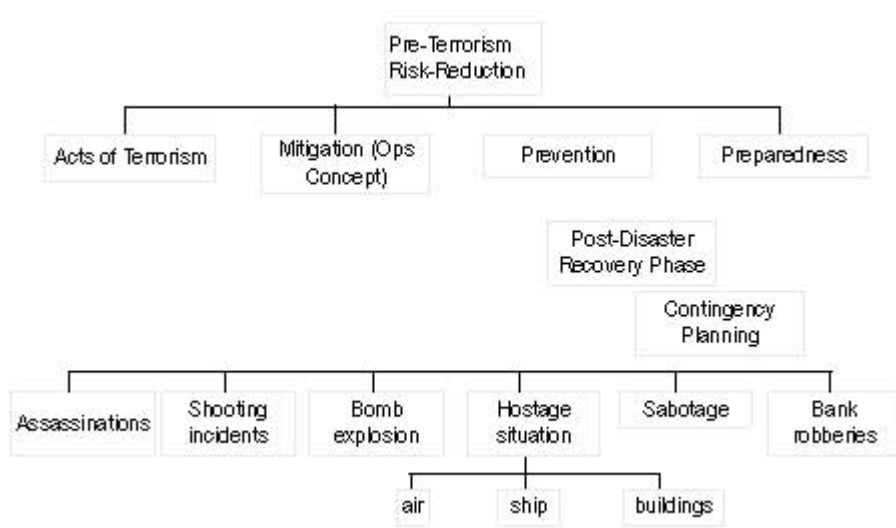 Pre-Terrorism
Risk-Reduction
Acts of Terrorism
Mitigation (Ops
Concept)
Prevention
Preparedness
Post-Disaster
Recovery Phase
Contingency
Planning
Assassinations
Shooting
incidents
Bomb
explosion
Hostage
situation
Sabotage
Bank
robberies
air
ship
buildings